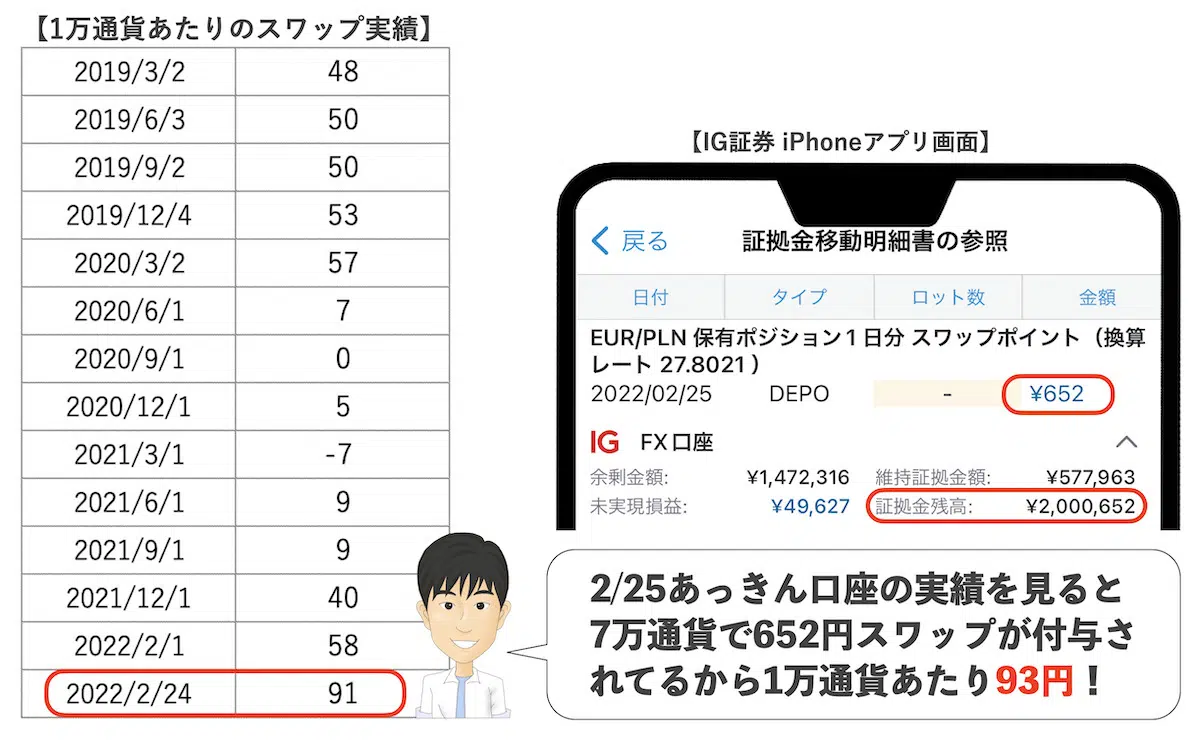 【1万通貨あたりのスワップ実績】
2019/3/2 48
2019/6/3 50
2019/9/2 50
2019/12/4 53
2020/3/2 57
2020/6/1 7
2020/9/1 0
2020/12/1 5
2021/3/1 -7
2021/6/1 9
2021/9/1 9
2021/12/1 40
2022/2/1 58
2022/2/24 91
【IG証券 iPhoneアプリ画面】
戻る 証拠金移動明細書の参照
日付 タイプ ロット数 金額
EUR/PLN 保有ポジション1日分 スワップポイント（換算
レート 27.8021）
2022/02/25 DEPO - ¥652
IG FX口座
余剰金額: ¥1,472,316 維持証拠金額: ¥577,963
未実現損益: ¥49,627 証拠金残高: ¥2,000,652
2/25あっきん口座の実績を見ると
7万通貨で652円スワップが付与さ
れてるから1万通貨あたり93円！